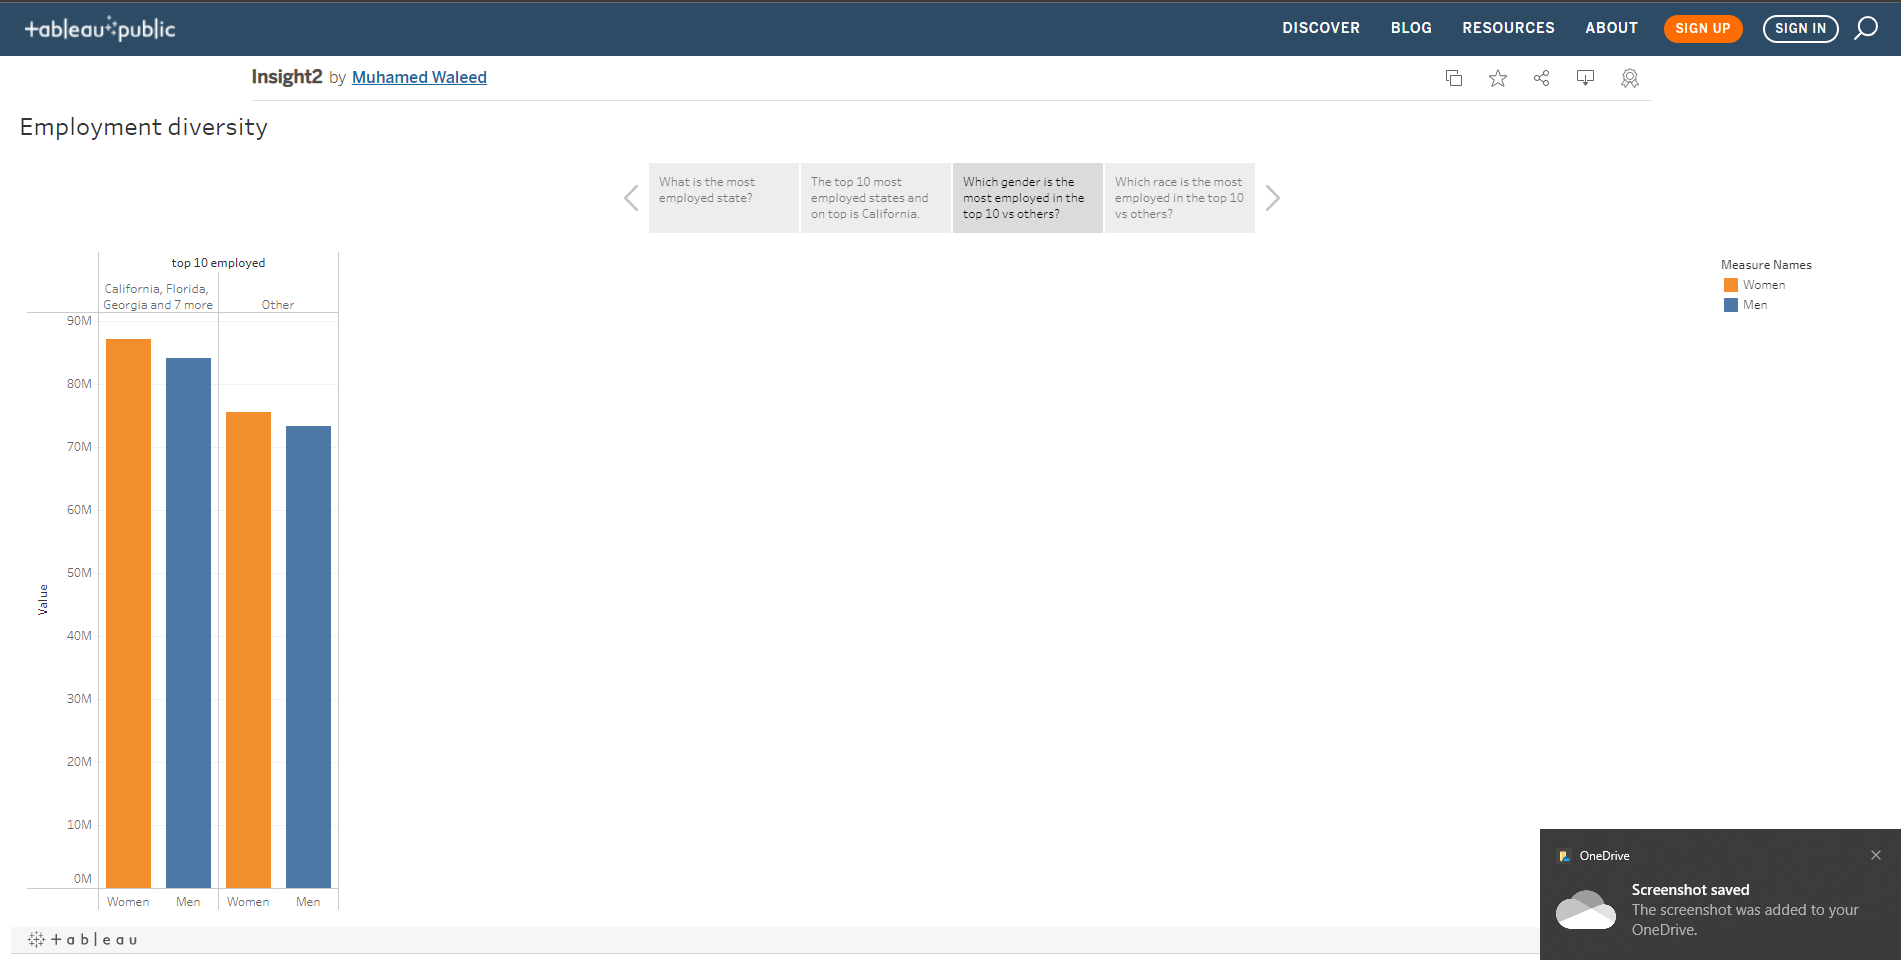 +ableau public
DISCOVER BLOG RESOURCES ABOUT SIGN UP SIGN IN
Insight2 by Muhamed Waleed
Employment diversity
What is the most
employed state?
The top 10 most
employed states and
on top is California.
Which gender is the
most employed in the
top 10 vs others?
Which race is the most
employed in the top 10
vs others?
top 10 employed
California, Florida,
Georgia and 7 more
Other
Measure Names
Women
Men
90M
80M
70M
60M
50M
40M
30M
20M
10M
0M
Value
Women Men Women Men
+ableau
OneDrive
Screenshot saved
The screenshot was added to your
OneDrive.